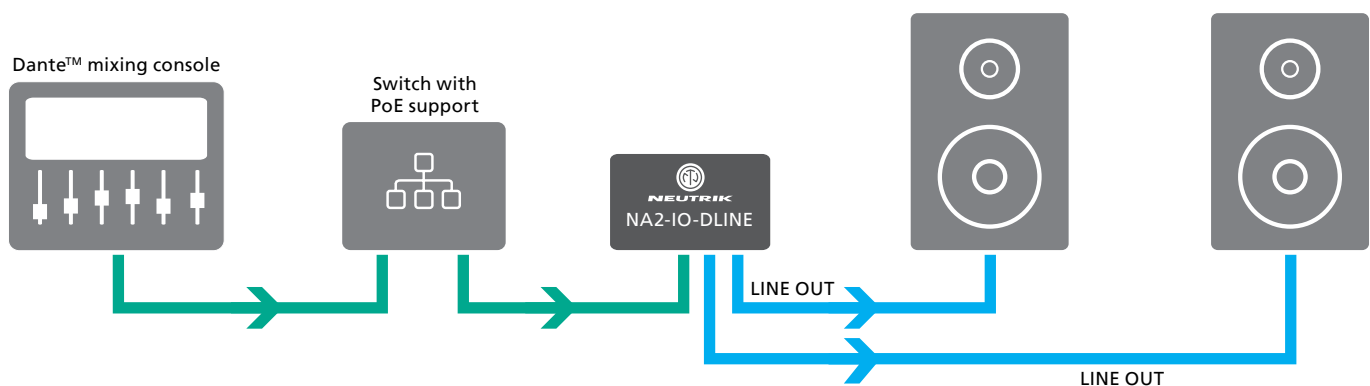 Dante™ mixing console
Switch with
PoE support
NEUTRIK
NA2-IO-DLINE
LINE OUT
LINE OUT